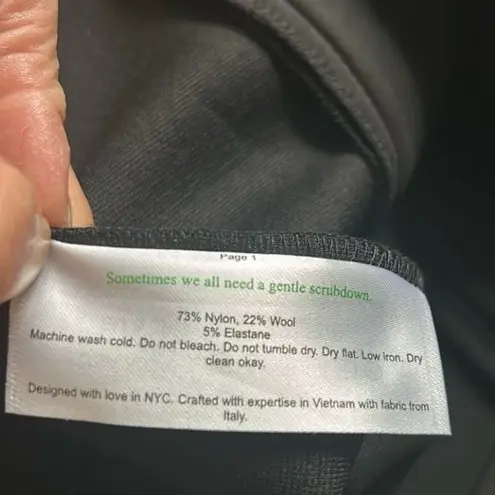 Page 1
Sometimes we all need a gentle scrubdown.
73% Nylon, 22% Wool
5% Elastane
Machine wash cold. Do not bleach. Do not tumble dry. Dry flat. Low iron. Dry
clean okay.
Designed with love in NYC. Crafted with expertise in Vietnam with fabric from
Italy.